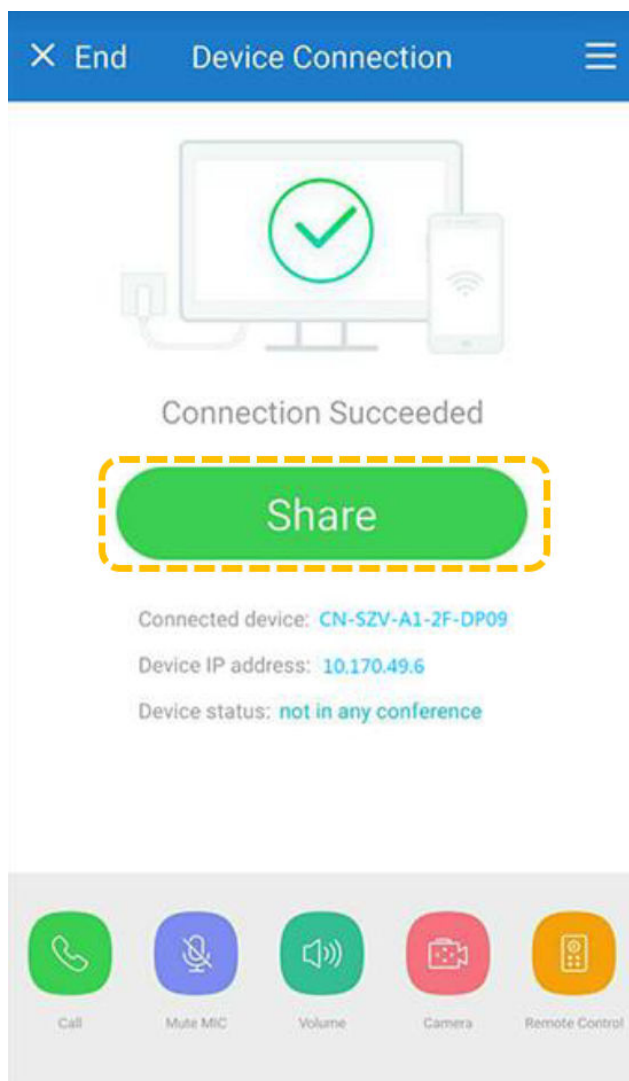 × End Device Connection
Connection Succeeded
Share
Connected device: CN-SZV-A1-2F-DP09
Device IP address: 10.170.49.6
Device status: not in any conference
Call Mute MIC Volume Camera Remote Control